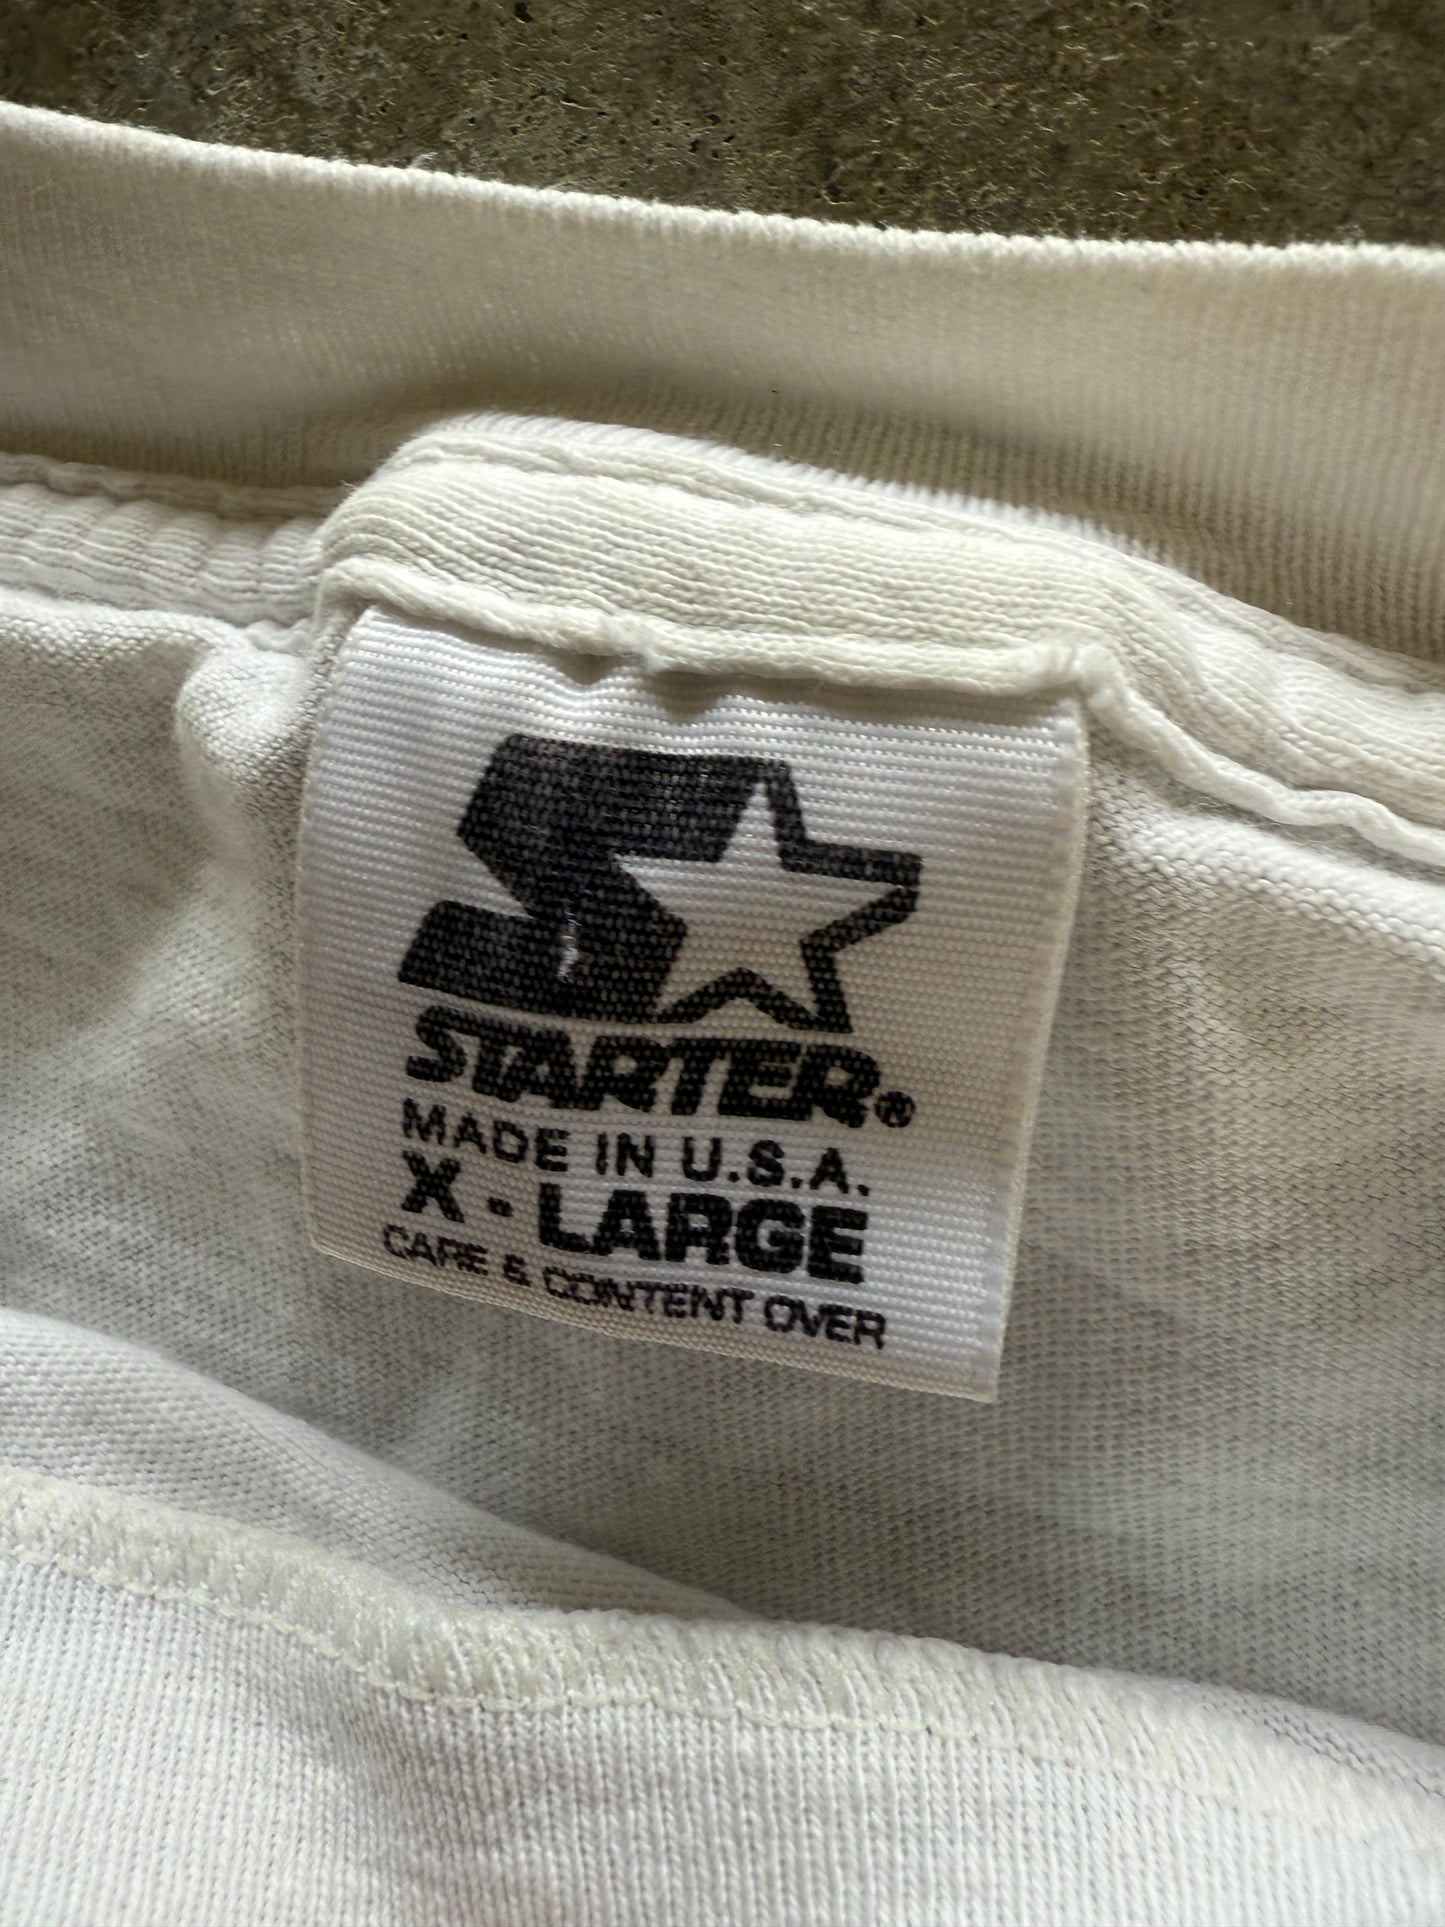 STARTER®
MADE IN U.S.A.
X-LARGE
CARE & CONTENT OVER